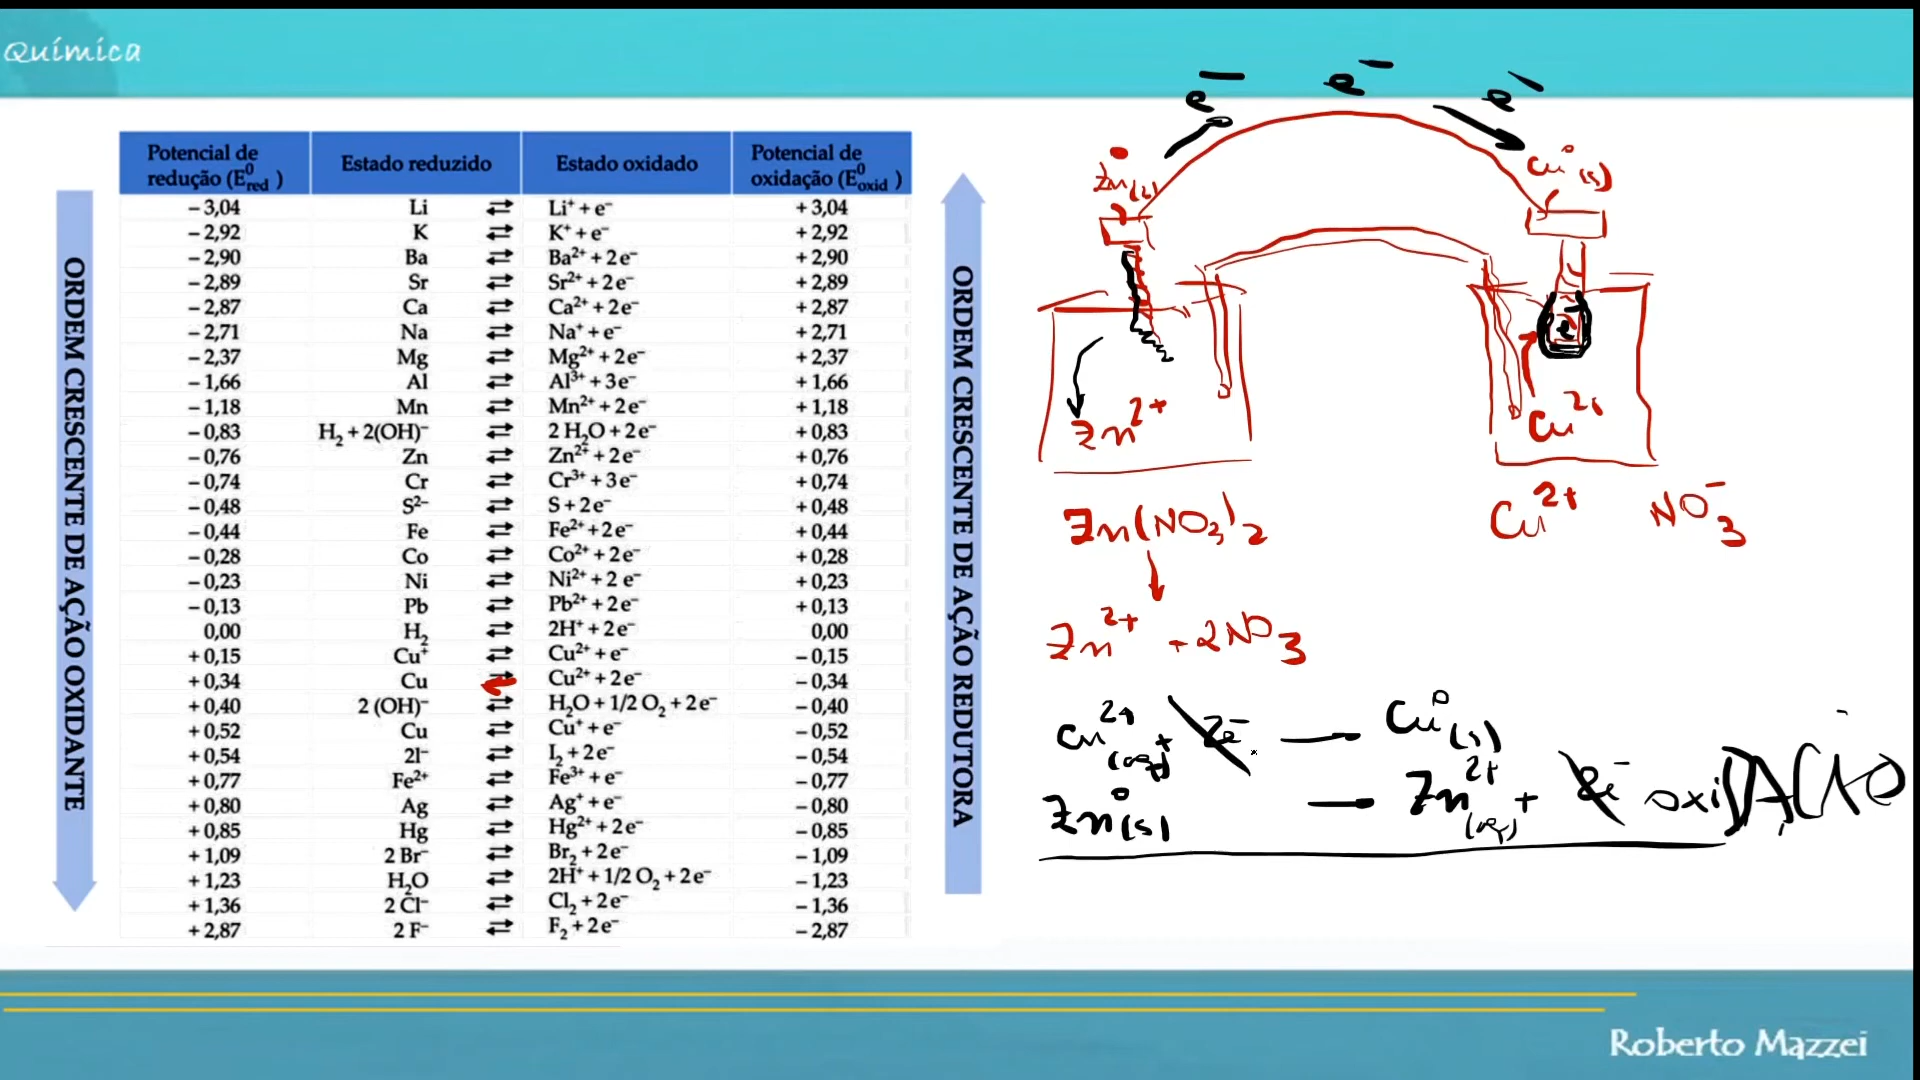 Química
Potencial de redução (E⁰red) Estado reduzido Estado oxidado Potencial de oxidação (E⁰oxid)
– 3,04 Li ⇄ Li⁺ + e⁻ + 3,04
– 2,92 K ⇄ K⁺ + e⁻ + 2,92
– 2,90 Ba ⇄ Ba²⁺ + 2e⁻ + 2,90
– 2,89 Sr ⇄ Sr²⁺ + 2e⁻ + 2,89
– 2,87 Ca ⇄ Ca²⁺ + 2e⁻ + 2,87
– 2,71 Na ⇄ Na⁺ + e⁻ + 2,71
– 2,37 Mg ⇄ Mg²⁺ + 2e⁻ + 2,37
– 1,66 Al ⇄ Al³⁺ + 3e⁻ + 1,66
– 1,18 Mn ⇄ Mn²⁺ + 2e⁻ + 1,18
– 0,83 H₂ + 2(OH)⁻ ⇄ 2 H₂O + 2e⁻ + 0,83
– 0,76 Zn ⇄ Zn²⁺ + 2e⁻ + 0,76
– 0,74 Cr ⇄ Cr³⁺ + 3e⁻ + 0,74
– 0,48 S²⁻ ⇄ S + 2e⁻ + 0,48
– 0,44 Fe ⇄ Fe²⁺ + 2e⁻ + 0,44
– 0,28 Co ⇄ Co²⁺ + 2e⁻ + 0,28
– 0,23 Ni ⇄ Ni²⁺ + 2 e⁻ + 0,23
– 0,13 Pb ⇄ Pb²⁺ + 2e⁻ + 0,13
0,00 H₂ ⇄ 2H⁺ + 2e⁻ 0,00
+ 0,15 Cu⁺ ⇄ Cu²⁺ + e⁻ – 0,15
+ 0,34 Cu ⇄ Cu²⁺ + 2e⁻ – 0,34
+ 0,40 2 (OH)⁻ ⇄ H₂O + 1/2 O₂ + 2e⁻ – 0,40
+ 0,52 Cu ⇄ Cu⁺ + e⁻ – 0,52
+ 0,54 2I⁻ ⇄ I₂ + 2e⁻ – 0,54
+ 0,77 Fe²⁺ ⇄ Fe³⁺ + e⁻ – 0,77
+ 0,80 Ag ⇄ Ag⁺ + e⁻ – 0,80
+ 0,85 Hg ⇄ Hg²⁺ + 2e⁻ – 0,85
+ 1,09 2 Br⁻ ⇄ Br₂ + 2e⁻ – 1,09
+ 1,23 H₂O ⇄ 2H⁺ + 1/2 O₂ + 2e⁻ – 1,23
+ 1,36 2 Cl⁻ ⇄ Cl₂ + 2e⁻ – 1,36
+ 2,87 2 F⁻ ⇄ F₂ + 2e⁻ – 2,87
ORDEM CRESCENTE DE AÇÃO OXIDANTE
ORDEM CRESCENTE DE AÇÃO REDUTORA
e⁻ e⁻ e⁻
Zn⁰(s) Cu⁰(s)
e⁻
Zn²⁺ Cu²⁺
Zn(NO₃)₂ Cu²⁺ NO₃⁻
Zn²⁺ + 2NO₃
Cu²⁺(aq) + 2e⁻ → Cu⁰(s)
Zn⁰(s) → Zn²⁺(aq) + 2e⁻ oxiDAÇÃO
Roberto Mazzei